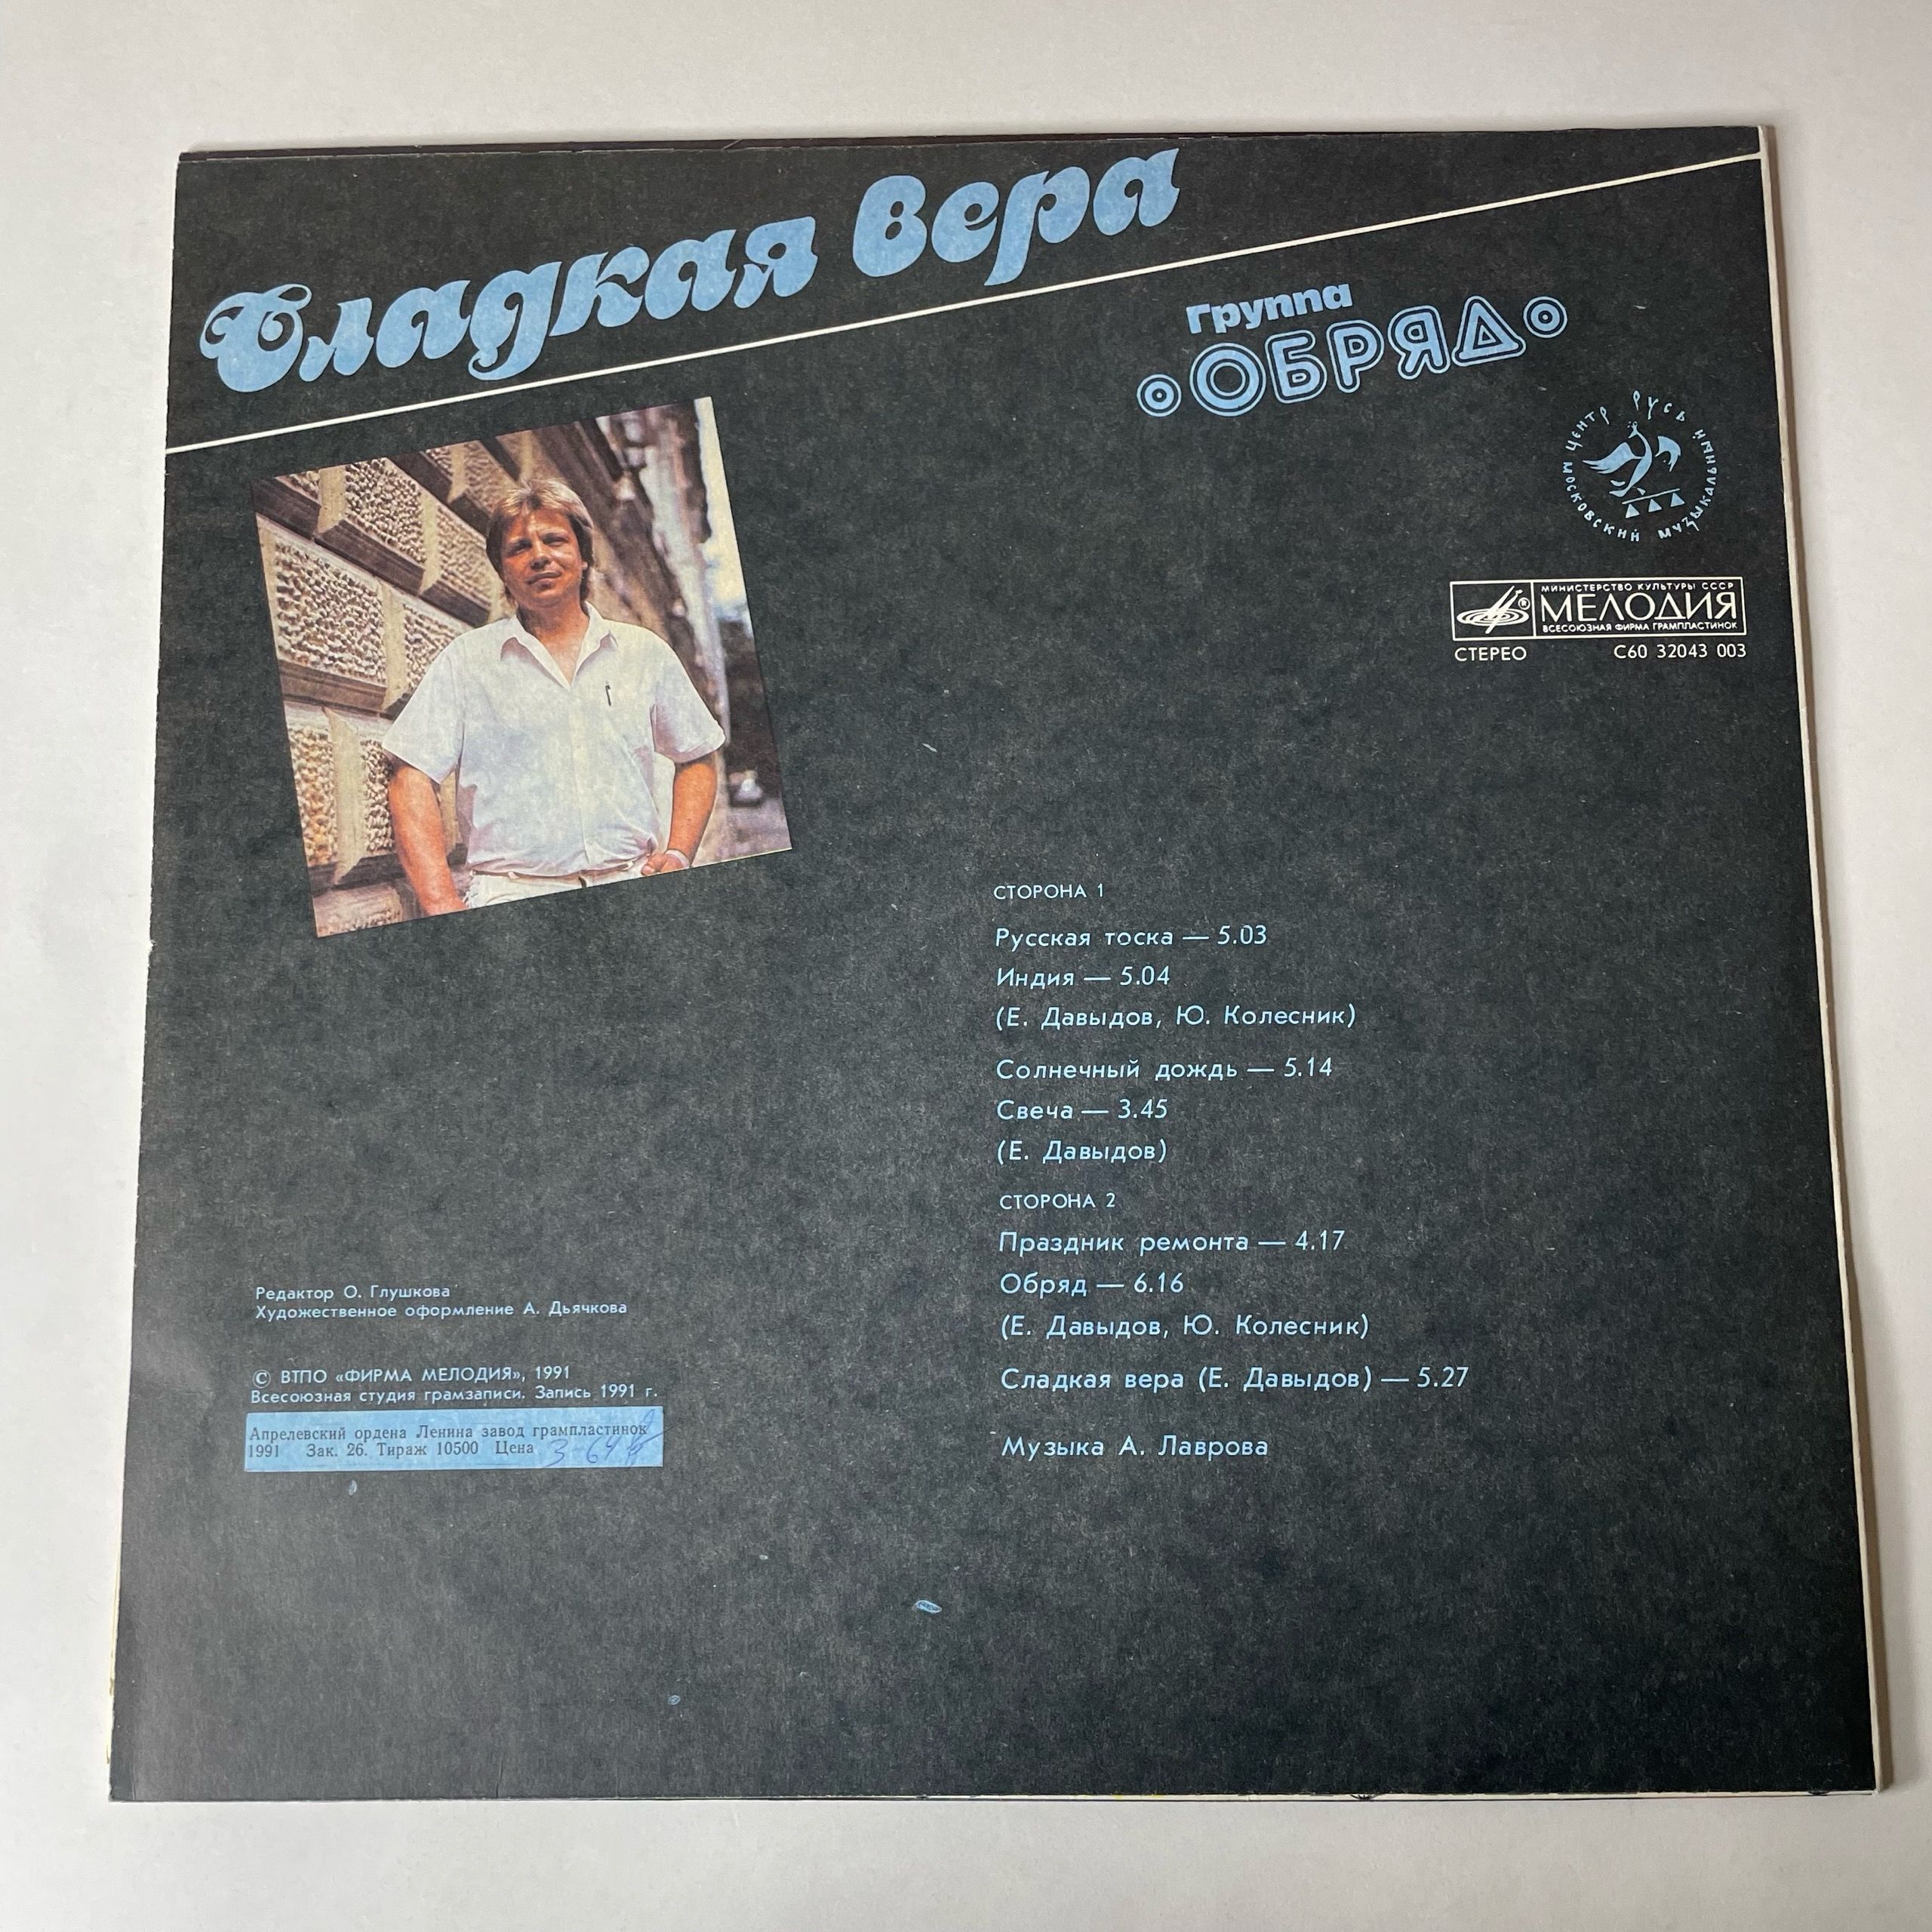 Сладкая вера
Группа
ОБРЯД
МОСКОВСКИЙ МУЗЫКАЛЬНЫЙ ЦЕНТР РУСЬ
МИНИСТЕРСТВО КУЛЬТУРЫ СССР
МЕЛОДИЯ
ВСЕСОЮЗНАЯ ФИРМА ГРАМПЛАСТИНОК
СТЕРЕО С60 32043 003
СТОРОНА 1
Русская тоска — 5.03
Индия — 5.04
(Е. Давыдов, Ю. Колесник)
Солнечный дождь — 5.14
Свеча — 3.45
(Е. Давыдов)
СТОРОНА 2
Праздник ремонта — 4.17
Обряд — 6.16
(Е. Давыдов, Ю. Колесник)
Сладкая вера (Е. Давыдов) — 5.27
Музыка А. Лаврова
Редактор О. Глушкова
Художественное оформление А. Дьячкова
© ВТПО «ФИРМА МЕЛОДИЯ», 1991
Всесоюзная студия грамзаписи. Запись 1991 г.
Апрелевский ордена Ленина завод грампластинок
1991 Зак. 26. Тираж 10500 Цена 3-64